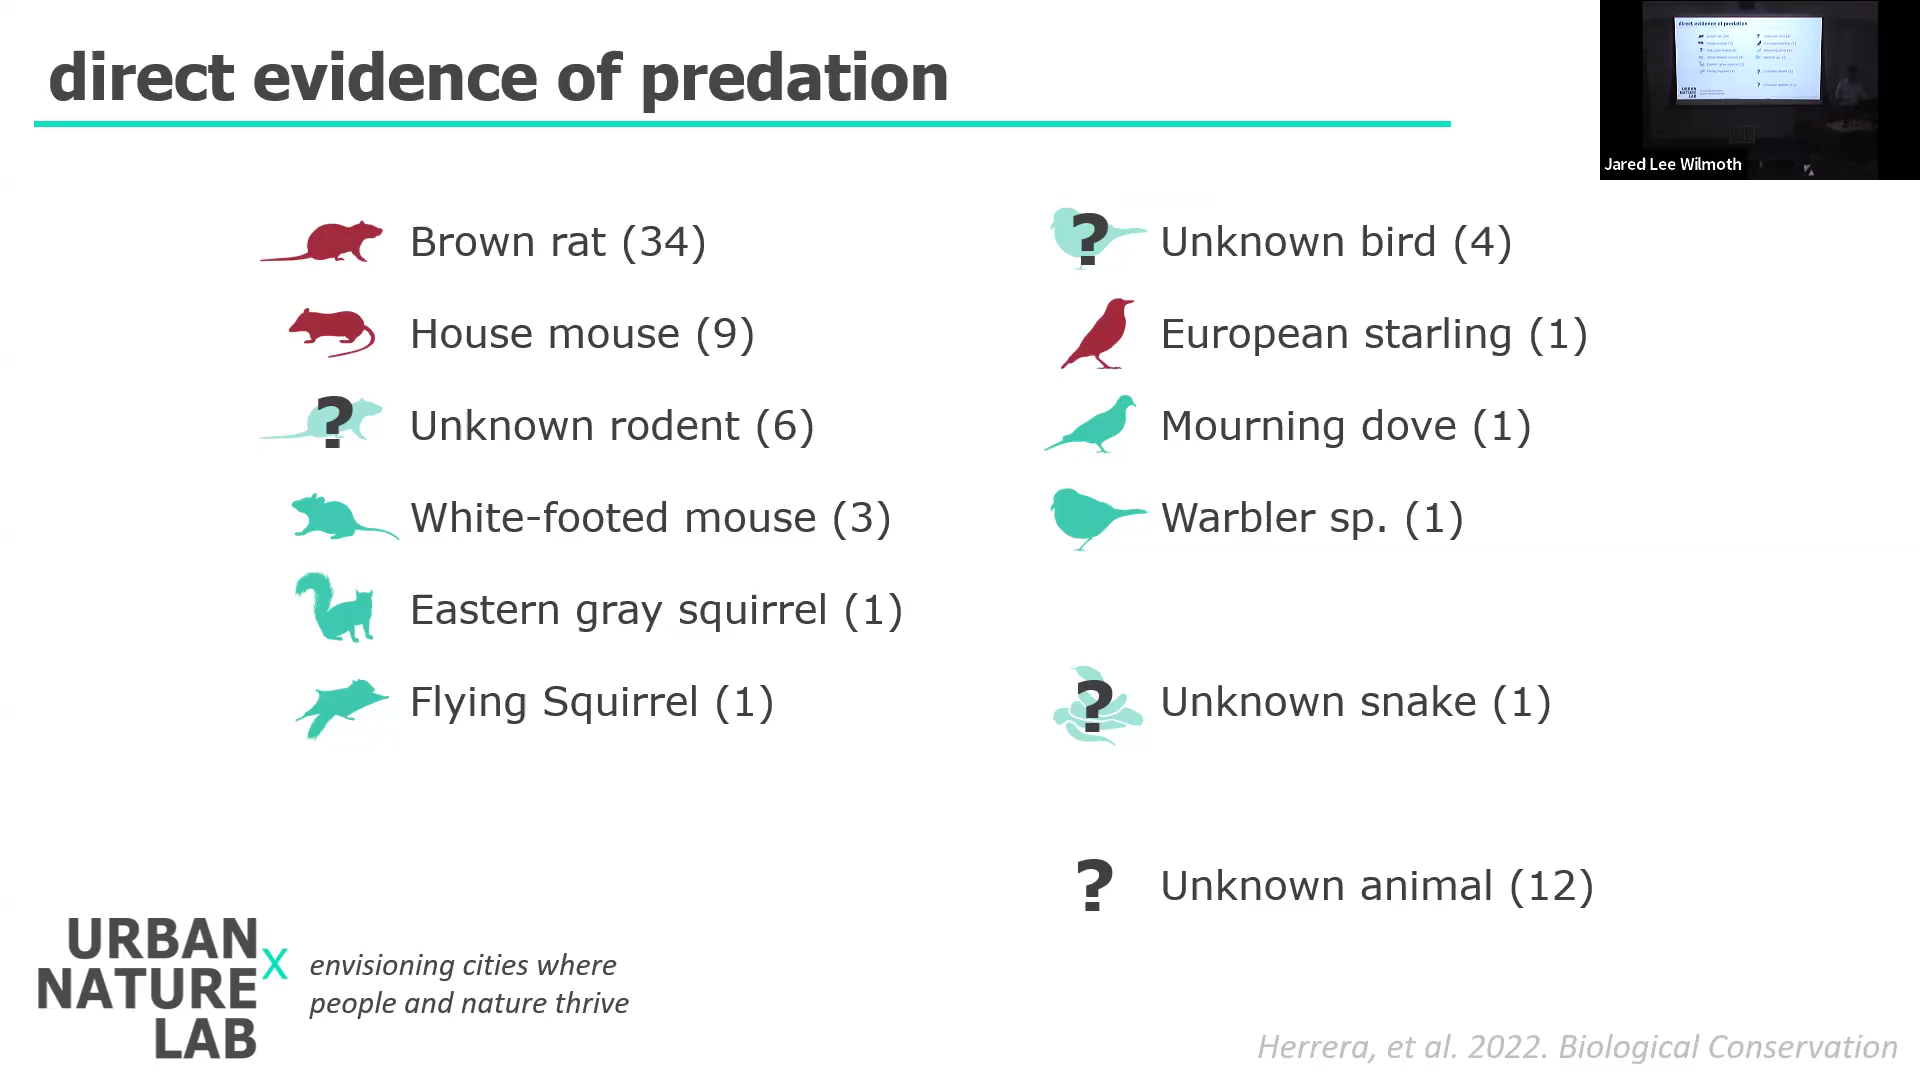 direct evidence of predation
Jared Lee Wilmoth
Brown rat (34)
House mouse (9)
? Unknown rodent (6)
White-footed mouse (3)
Eastern gray squirrel (1)
Flying Squirrel (1)
? Unknown bird (4)
European starling (1)
Mourning dove (1)
Warbler sp. (1)
? Unknown snake (1)
? Unknown animal (12)
URBAN
NATURE X
LAB
envisioning cities where
people and nature thrive
Herrera, et al. 2022. Biological Conservation